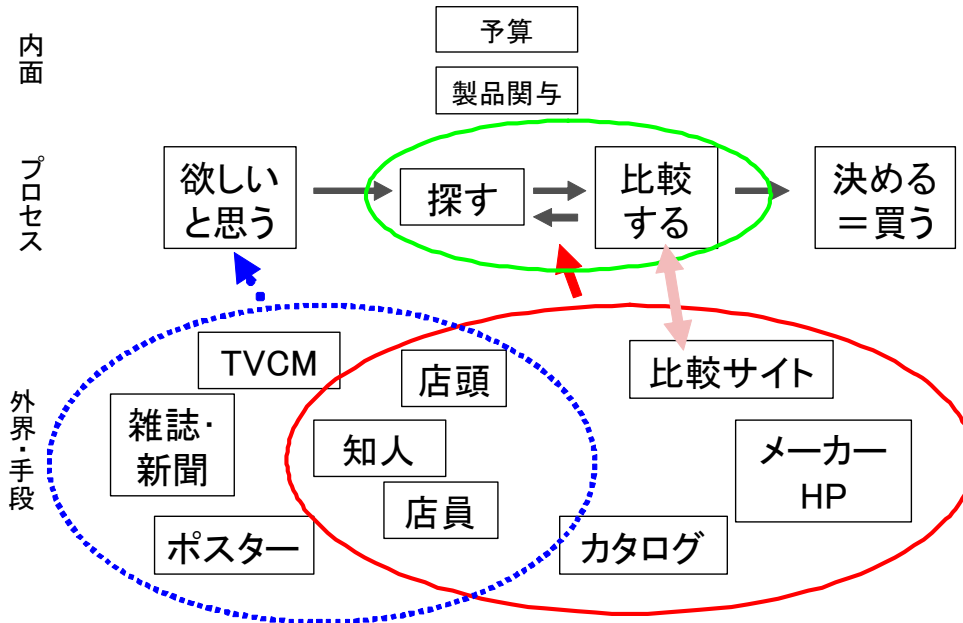 内面
予算
製品関与
プロセス
欲しい
と思う
探す
比較
する
決める
＝買う
外界・手段
TVCM
店頭
比較サイト
雑誌・
新聞
知人
メーカー
HP
店員
ポスター
カタログ